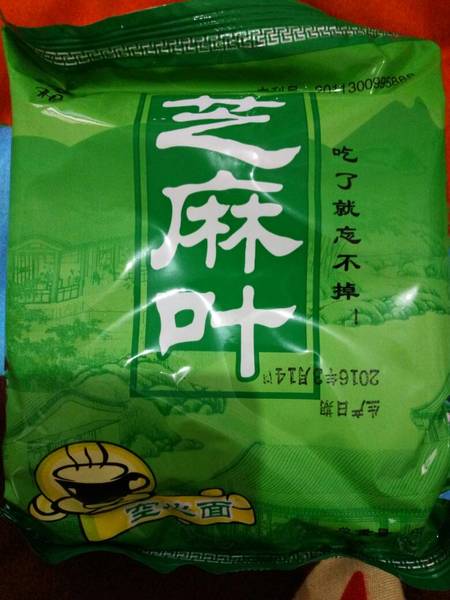 芝麻叶
吃了就忘不掉!
生产日期
2016年3月14日
空心面